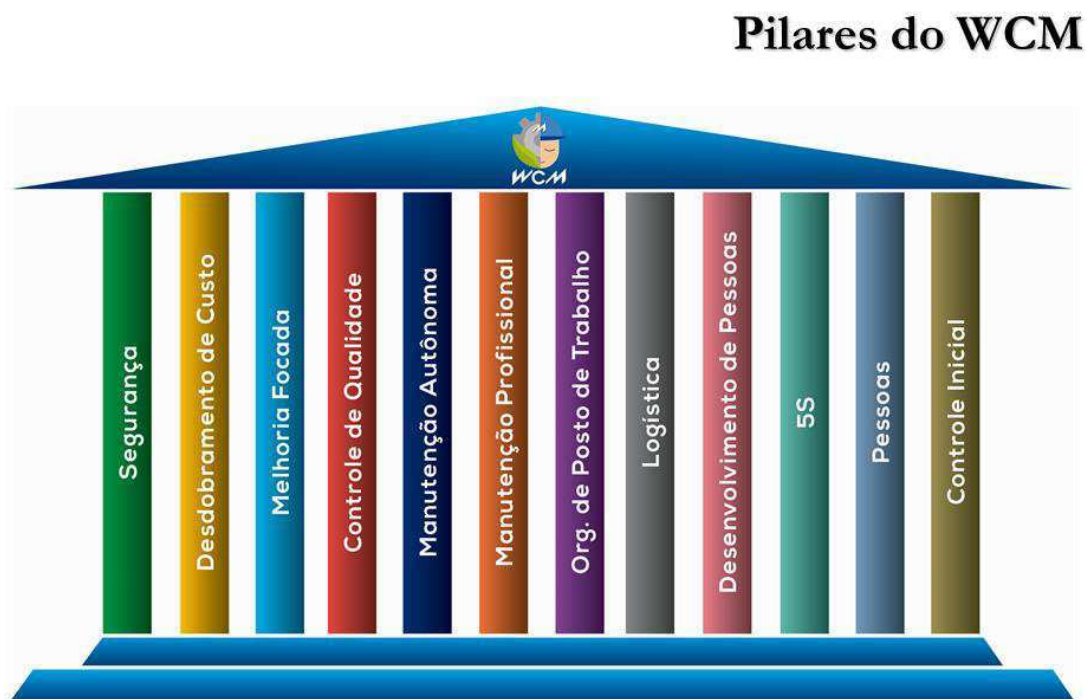 Pilares do WCM
WCM
Segurança
Desdobramento de Custo
Melhoria Focada
Controle de Qualidade
Manutenção Autônoma
Manutenção Profissional
Org. de Posto de Trabalho
Logística
Desenvolvimento de Pessoas
5S
Pessoas
Controle Inicial